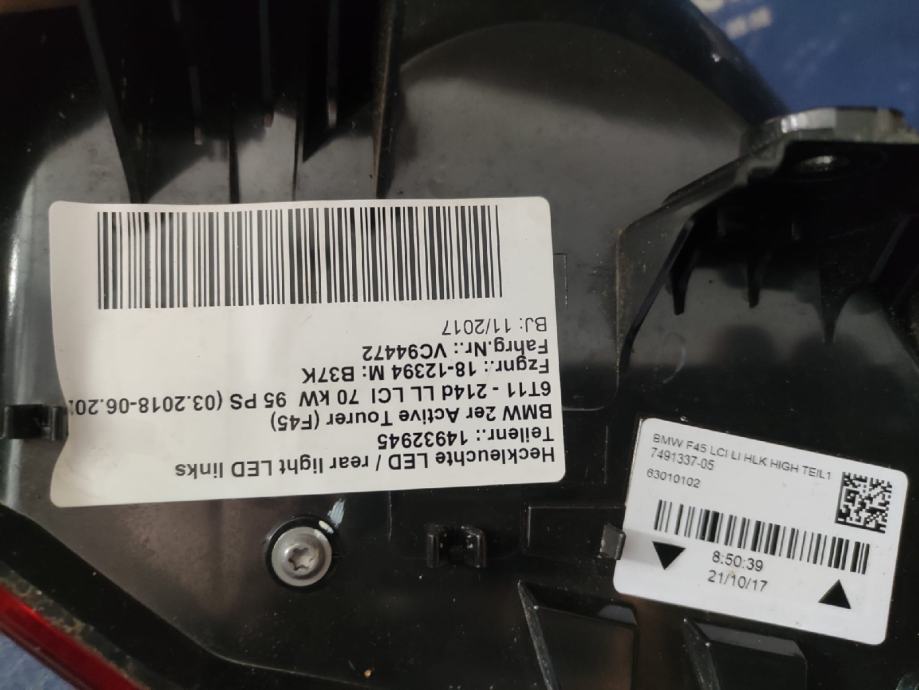 Heckleuchte LED / rear light LED links
Teilenr.: 14932945
BMW 2er Active Tourer (F45)
6T11 - 214d LL LCI 70 kW 95 PS (03.2018-06.20
Fzgnr.: 18-12394 M: B37K
Fahrg.Nr.: VC94472
BJ: 11/2017
BMW F45 LCI LI HLK HIGH TEIL1
7491337-05
63010102
8:50:39
21/10/17